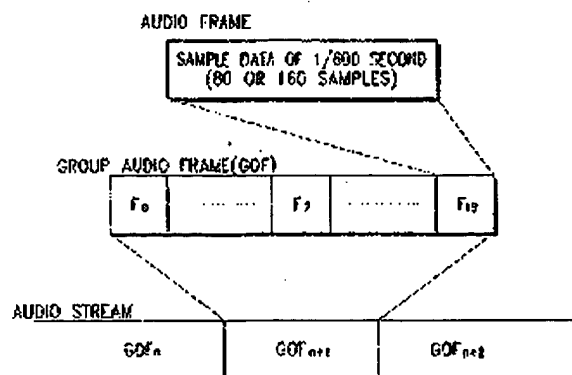 AUDIO FRAME
SAMPLE DATA OF 1/600 SECOND
(80 OR 160 SAMPLES)
GROUP AUDIO FRAME(GOF)
F₀ ........ F₉ ........ F₁₉
AUDIO STREAM
GOFₙ GOFₙ₊₁ GOFₙ₊₂